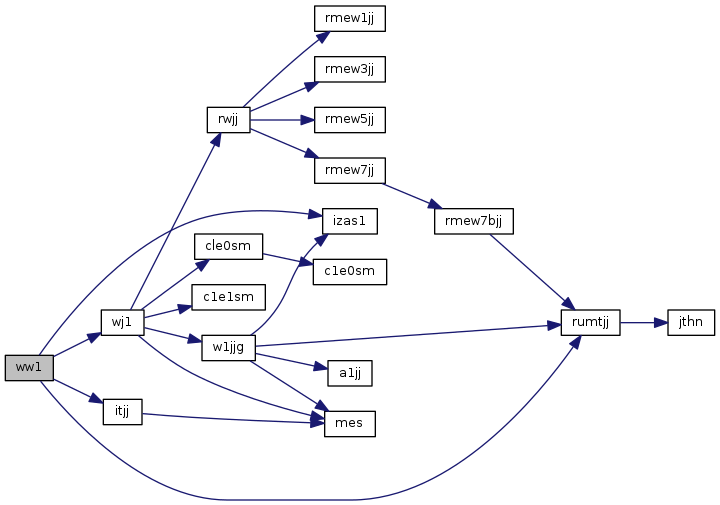 rmew1jj
rmew3jj
rwjj
rmew5jj
rmew7jj
izas1
rmew7bjj
cle0sm
c1e0sm
c1e1sm
wj1
rumtjj
jthn
w1jjg
ww1
a1jj
itjj
mes